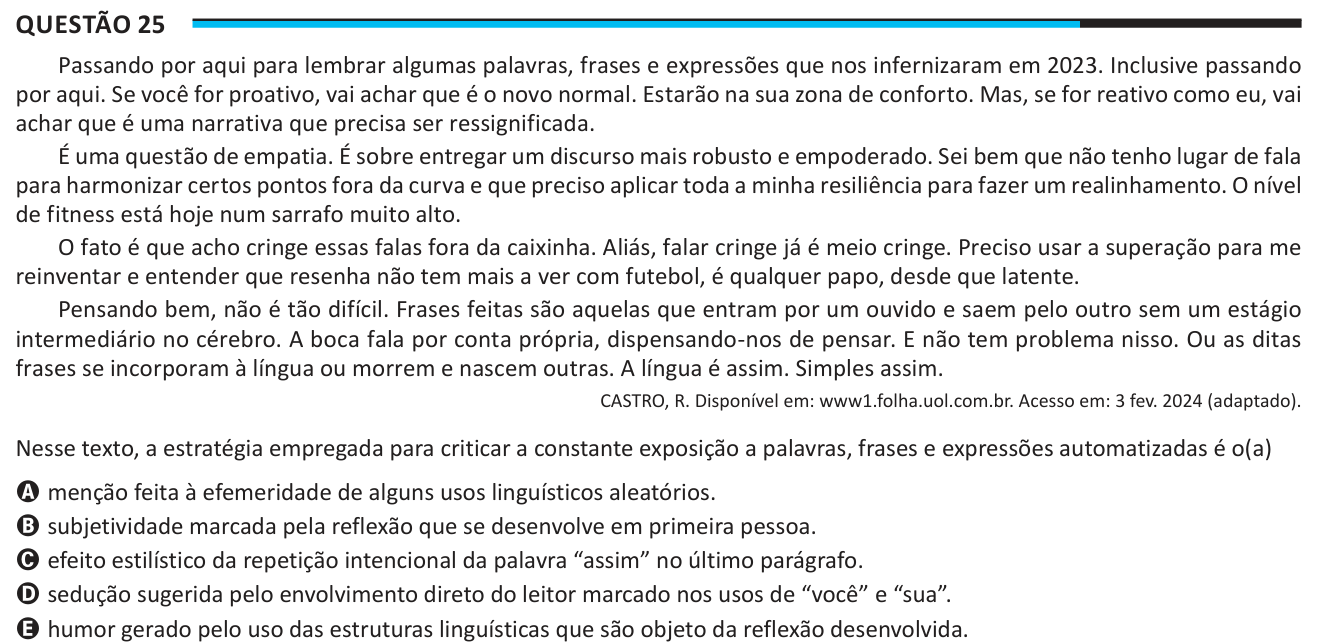 QUESTÃO 25
Passando por aqui para lembrar algumas palavras, frases e expressões que nos infernizaram em 2023. Inclusive passando
por aqui. Se você for proativo, vai achar que é o novo normal. Estarão na sua zona de conforto. Mas, se for reativo como eu, vai
achar que é uma narrativa que precisa ser ressignificada.
É uma questão de empatia. É sobre entregar um discurso mais robusto e empoderado. Sei bem que não tenho lugar de fala
para harmonizar certos pontos fora da curva e que preciso aplicar toda a minha resiliência para fazer um realinhamento. O nível
de fitness está hoje num sarrafo muito alto.
O fato é que acho cringe essas falas fora da caixinha. Aliás, falar cringe já é meio cringe. Preciso usar a superação para me
reinventar e entender que resenha não tem mais a ver com futebol, é qualquer papo, desde que latente.
Pensando bem, não é tão difícil. Frases feitas são aquelas que entram por um ouvido e saem pelo outro sem um estágio
intermediário no cérebro. A boca fala por conta própria, dispensando-nos de pensar. E não tem problema nisso. Ou as ditas
frases se incorporam à língua ou morrem e nascem outras. A língua é assim. Simples assim.
CASTRO, R. Disponível em: www1.folha.uol.com.br. Acesso em: 3 fev. 2024 (adaptado).
Nesse texto, a estratégia empregada para criticar a constante exposição a palavras, frases e expressões automatizadas é o(a)
A menção feita à efemeridade de alguns usos linguísticos aleatórios.
B subjetividade marcada pela reflexão que se desenvolve em primeira pessoa.
C efeito estilístico da repetição intencional da palavra “assim” no último parágrafo.
D sedução sugerida pelo envolvimento direto do leitor marcado nos usos de “você” e “sua”.
E humor gerado pelo uso das estruturas linguísticas que são objeto da reflexão desenvolvida.